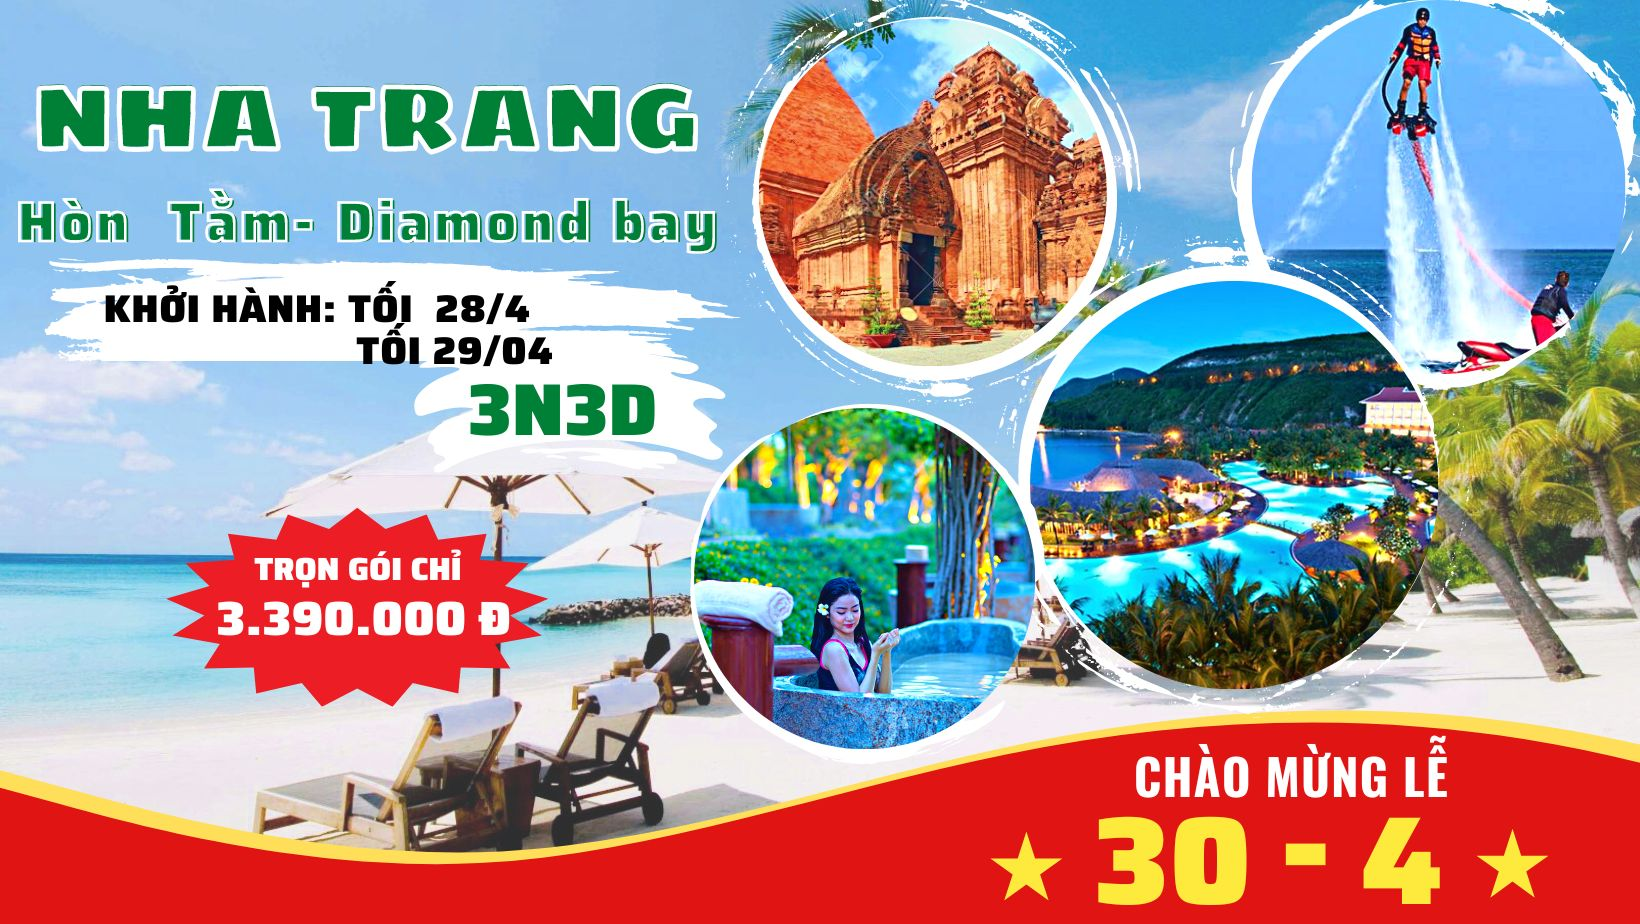 NHA TRANG
Hòn Tằm- Diamond bay
KHỞI HÀNH: TỐI 28/4
TỐI 29/04
3N3D
TRỌN GÓI CHỈ
3.390.000 Đ
CHÀO MỪNG LỄ
30 - 4